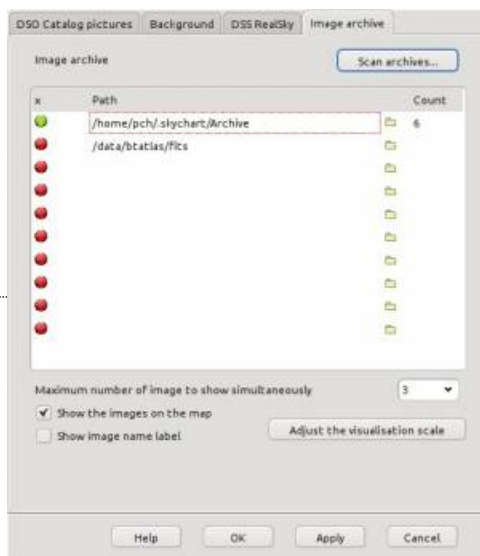 DSO Catalog pictures Background DSS RealSky Image archive
Image archive Scan archives...
x Path Count
/home/pch/.skychart/Archive 6
/data/btatlas/fits
Maximum number of image to show simultaneously 3
Show the images on the map
Show image name label Adjust the visualisation scale
Help OK Apply Cancel